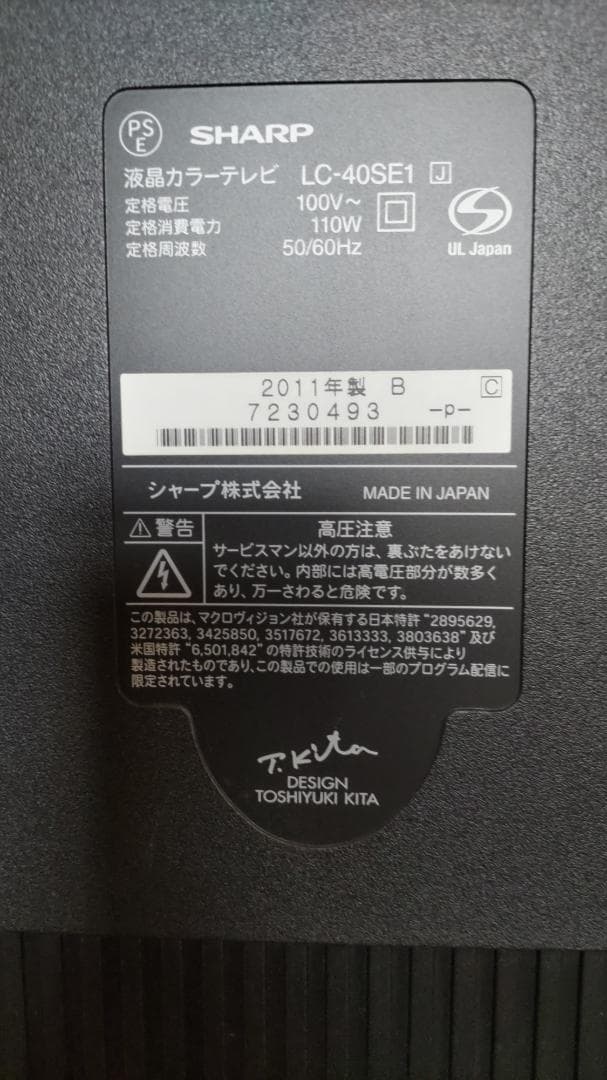 PS
E
SHARP
液晶カラーテレビ LC-40SE1 J
定格電圧 100V～
定格消費電力 110W
定格周波数 50/60Hz
S
UL Japan
2011年製 B C
7230493 -p-
シャープ株式会社 MADE IN JAPAN
警告 高圧注意
サービスマン以外の方は、裏ぶたをあけない
でください。内部には高電圧部分が数多く
あり、万一さわると危険です。
この製品は、マクロヴィジョン社が保有する日本特許 "2895629,
3272363, 3425850, 3517672, 3613333, 3803638" 及び
米国特許 "6,501,842" の特許技術のライセンス供与により
製造されたものであり、この製品での使用は一部のプログラム配信に
限定されています。
T. Kita
DESIGN
TOSHIYUKI KITA